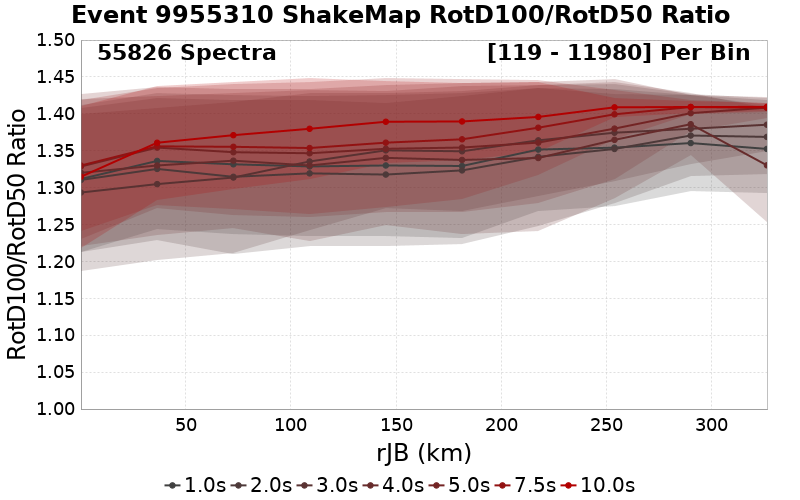 Event 9955310 ShakeMap RotD100/RotD50 Ratio
55826 Spectra
[119 - 11980] Per Bin
RotD100/RotD50 Ratio
1.50
1.45
1.40
1.35
1.30
1.25
1.20
1.15
1.10
1.05
1.00
50
100
150
200
250
300
rJB (km)
1.0s 2.0s 3.0s 4.0s 5.0s 7.5s 10.0s